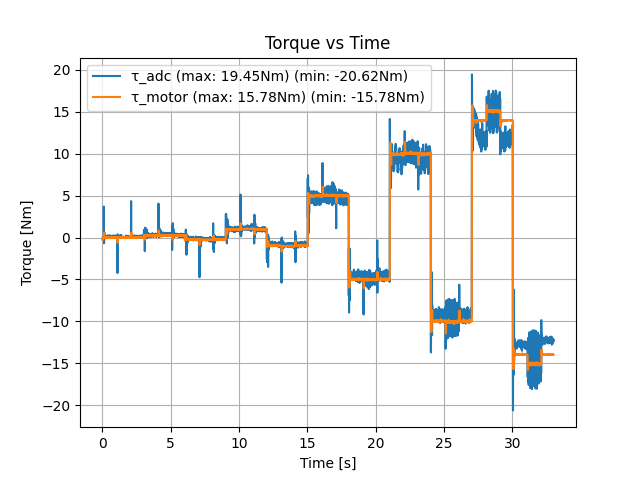 Torque vs Time
τ_adc (max: 19.45Nm) (min: -20.62Nm)
τ_motor (max: 15.78Nm) (min: -15.78Nm)
Torque [Nm]
20
15
10
5
0
−5
−10
−15
−20
0 5 10 15 20 25 30
Time [s]